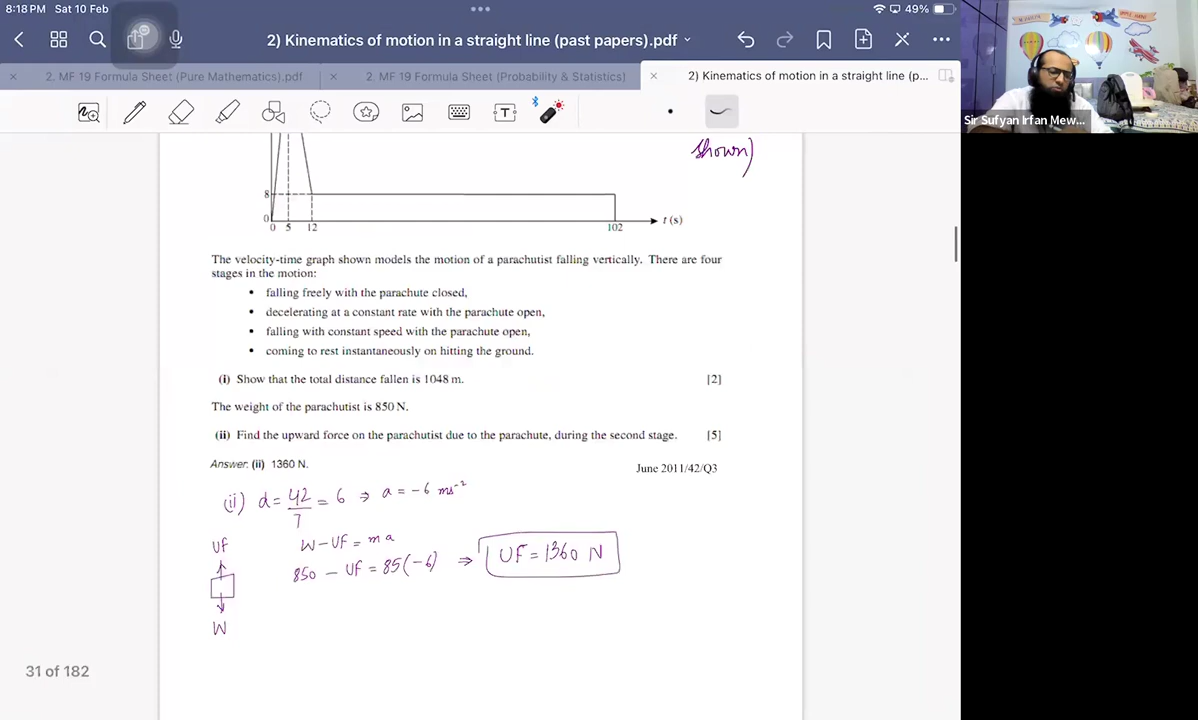 8:18 PM Sat 10 Feb
49%
2) Kinematics of motion in a straight line (past papers).pdf
2. MF 19 Formula Sheet (Pure Mathematics).pdf
2. MF 19 Formula Sheet (Probability & Statistics)
2) Kinematics of motion in a straight line (p...
Sir Sufyan Irfan Mew...
shown)
8
0
0 5 12 102 t (s)
The velocity-time graph shown models the motion of a parachutist falling vertically. There are four
stages in the motion:
• falling freely with the parachute closed,
• decelerating at a constant rate with the parachute open,
• falling with constant speed with the parachute open,
• coming to rest instantaneously on hitting the ground.
(i) Show that the total distance fallen is 1048 m. [2]
The weight of the parachutist is 850 N.
(ii) Find the upward force on the parachutist due to the parachute, during the second stage. [5]
Answer: (ii) 1360 N.
June 2011/42/Q3
(ii) d = 42/7 = 6 ⇒ a = -6 ms⁻²
UF
W - UF = ma
850 - UF = 85(-6) ⇒ UF = 1360 N
W
31 of 182